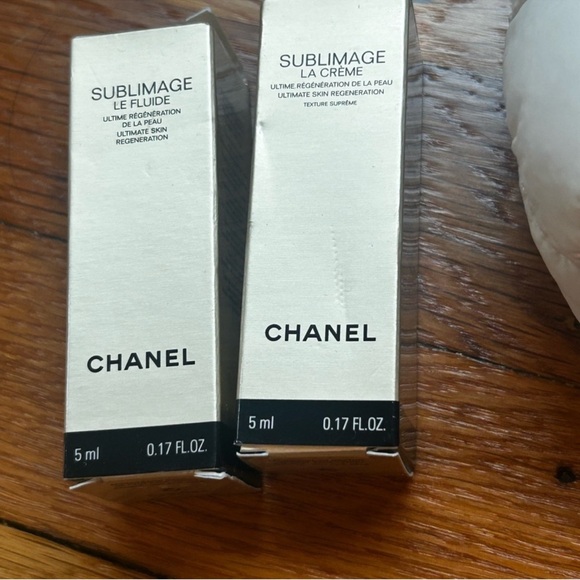 SUBLIMAGE
LE FLUIDE
ULTIME RÉGÉNÉRATION
DE LA PEAU
ULTIMATE SKIN
REGENERATION
CHANEL
5 ml 0.17 FL.OZ.
SUBLIMAGE
LA CRÈME
ULTIME RÉGÉNÉRATION DE LA PEAU
ULTIMATE SKIN REGENERATION
TEXTURE SUPRÊME
CHANEL
5 ml 0.17 FL.OZ.